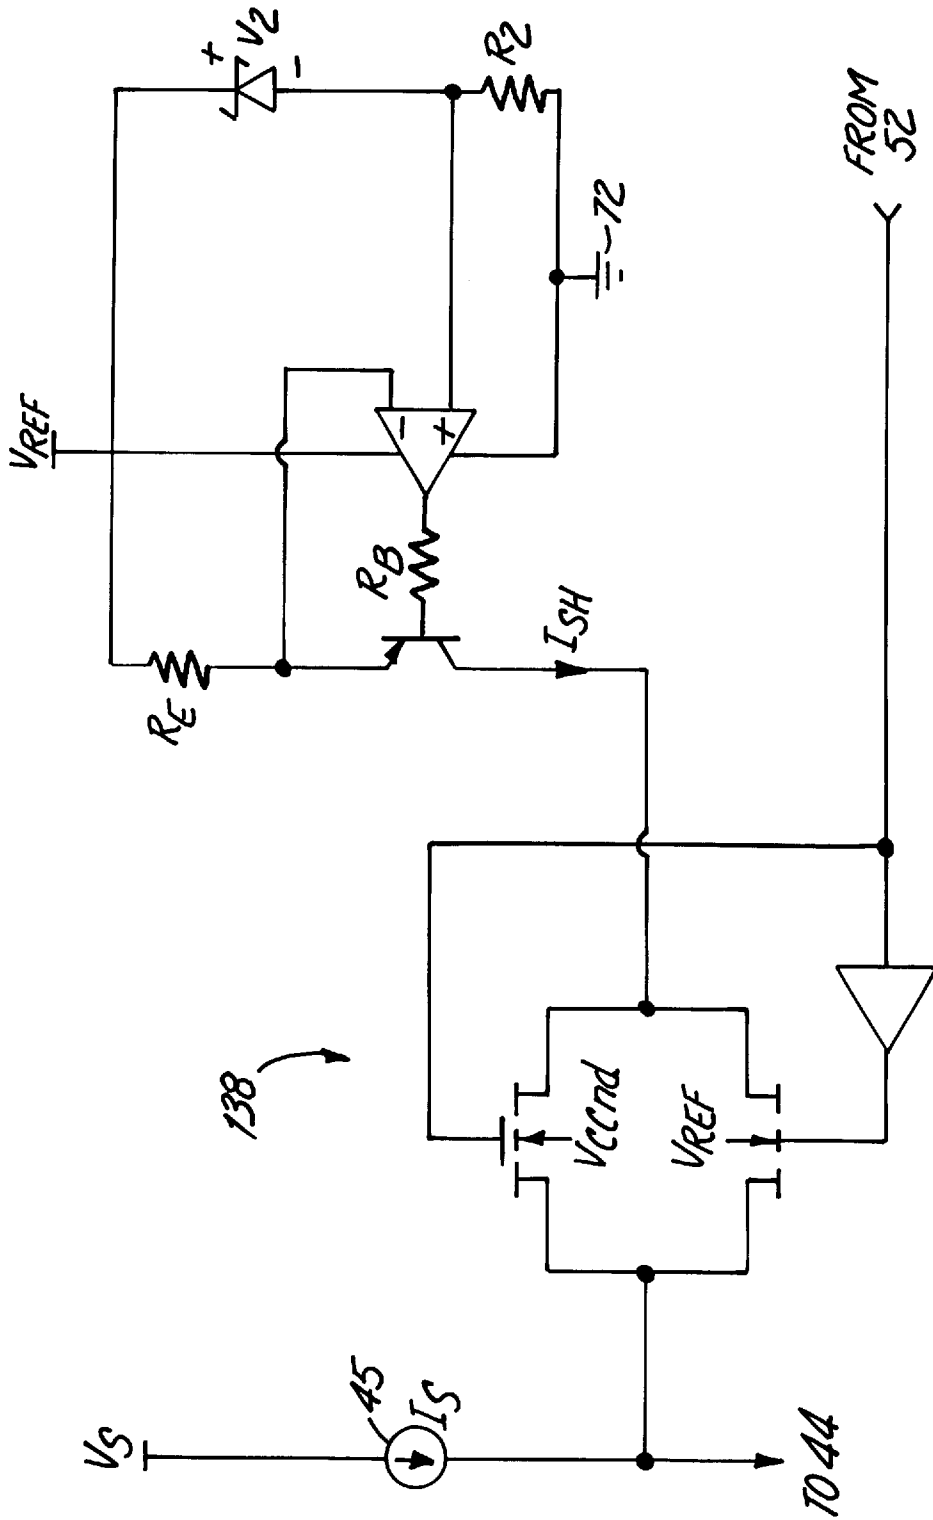 VREF
+
V2
-
R2
RE
RB
-
+
72
ISH
FROM
52
138
VCCnd
VREF
VS
45
IS
TO 44